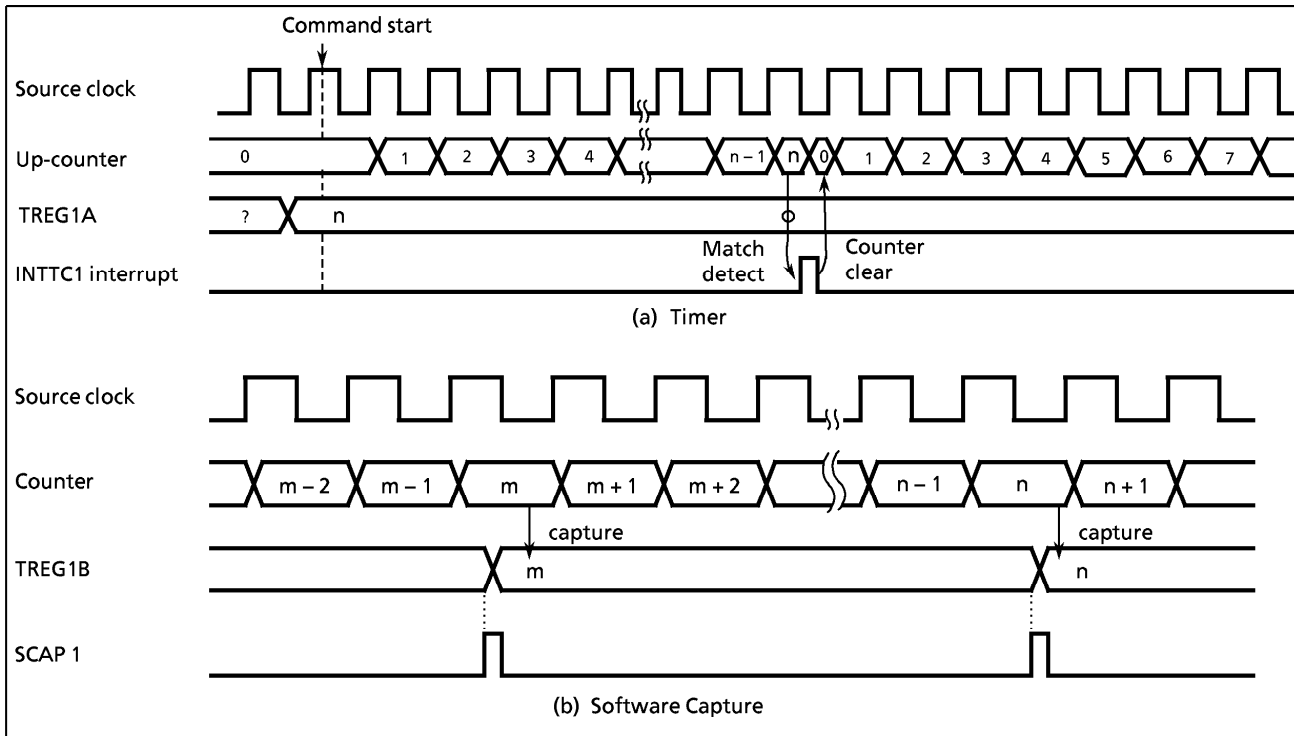 Command start
Source clock
Up-counter 0 1 2 3 4 n – 1 n 0 1 2 3 4 5 6 7
TREG1A ? n
INTTC1 interrupt Match detect Counter clear
(a) Timer
Source clock
Counter m – 2 m – 1 m m + 1 m + 2 n – 1 n n + 1
capture capture
TREG1B m n
SCAP 1
(b) Software Capture